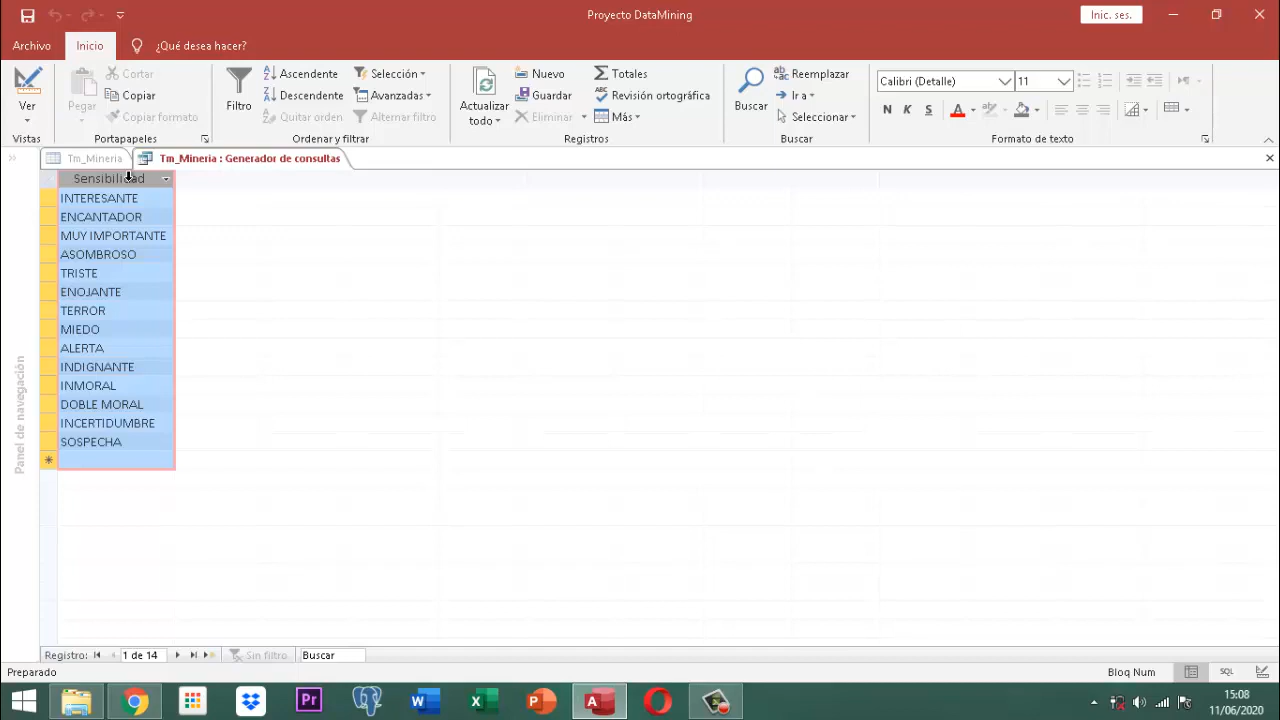 Proyecto DataMining
Inic. ses.
Archivo
Inicio
¿Qué desea hacer?
Ver
Pegar
Cortar
Copiar
Copiar formato
Filtro
Ascendente
Descendente
Quitar orden
Selección
Avanzadas
Alternar filtro
Actualizar
todo
Nuevo
Guardar
Eliminar
Totales
Revisión ortográfica
Más
Buscar
Reemplazar
Ir a
Seleccionar
Calibri (Detalle)
11
N K S A
Vistas
Portapapeles
Ordenar y filtrar
Registros
Buscar
Formato de texto
Tm_Mineria
Tm_Mineria : Generador de consultas
Sensibilidad
INTERESANTE
ENCANTADOR
MUY IMPORTANTE
ASOMBROSO
TRISTE
ENOJANTE
TERROR
MIEDO
ALERTA
INDIGNANTE
INMORAL
DOBLE MORAL
INCERTIDUMBRE
SOSPECHA
Panel de navegación
Registro:
1 de 14
Sin filtro
Buscar
Preparado
Bloq Num
SQL
Pr
15:08
11/06/2020